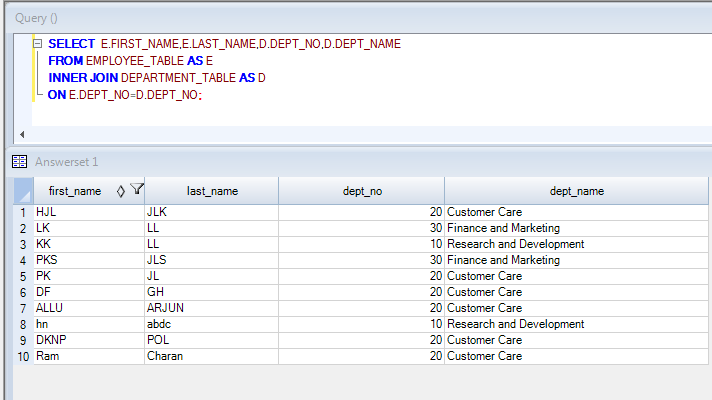 Query ()
SELECT E.FIRST_NAME,E.LAST_NAME,D.DEPT_NO,D.DEPT_NAME
FROM EMPLOYEE_TABLE AS E
INNER JOIN DEPARTMENT_TABLE AS D
ON E.DEPT_NO=D.DEPT_NO;
Answerset 1
first_name last_name dept_no dept_name
1 HJL JLK 20 Customer Care
2 LK LL 30 Finance and Marketing
3 KK LL 10 Research and Development
4 PKS JLS 30 Finance and Marketing
5 PK JL 20 Customer Care
6 DF GH 20 Customer Care
7 ALLU ARJUN 20 Customer Care
8 hn abdc 10 Research and Development
9 DKNP POL 20 Customer Care
10 Ram Charan 20 Customer Care